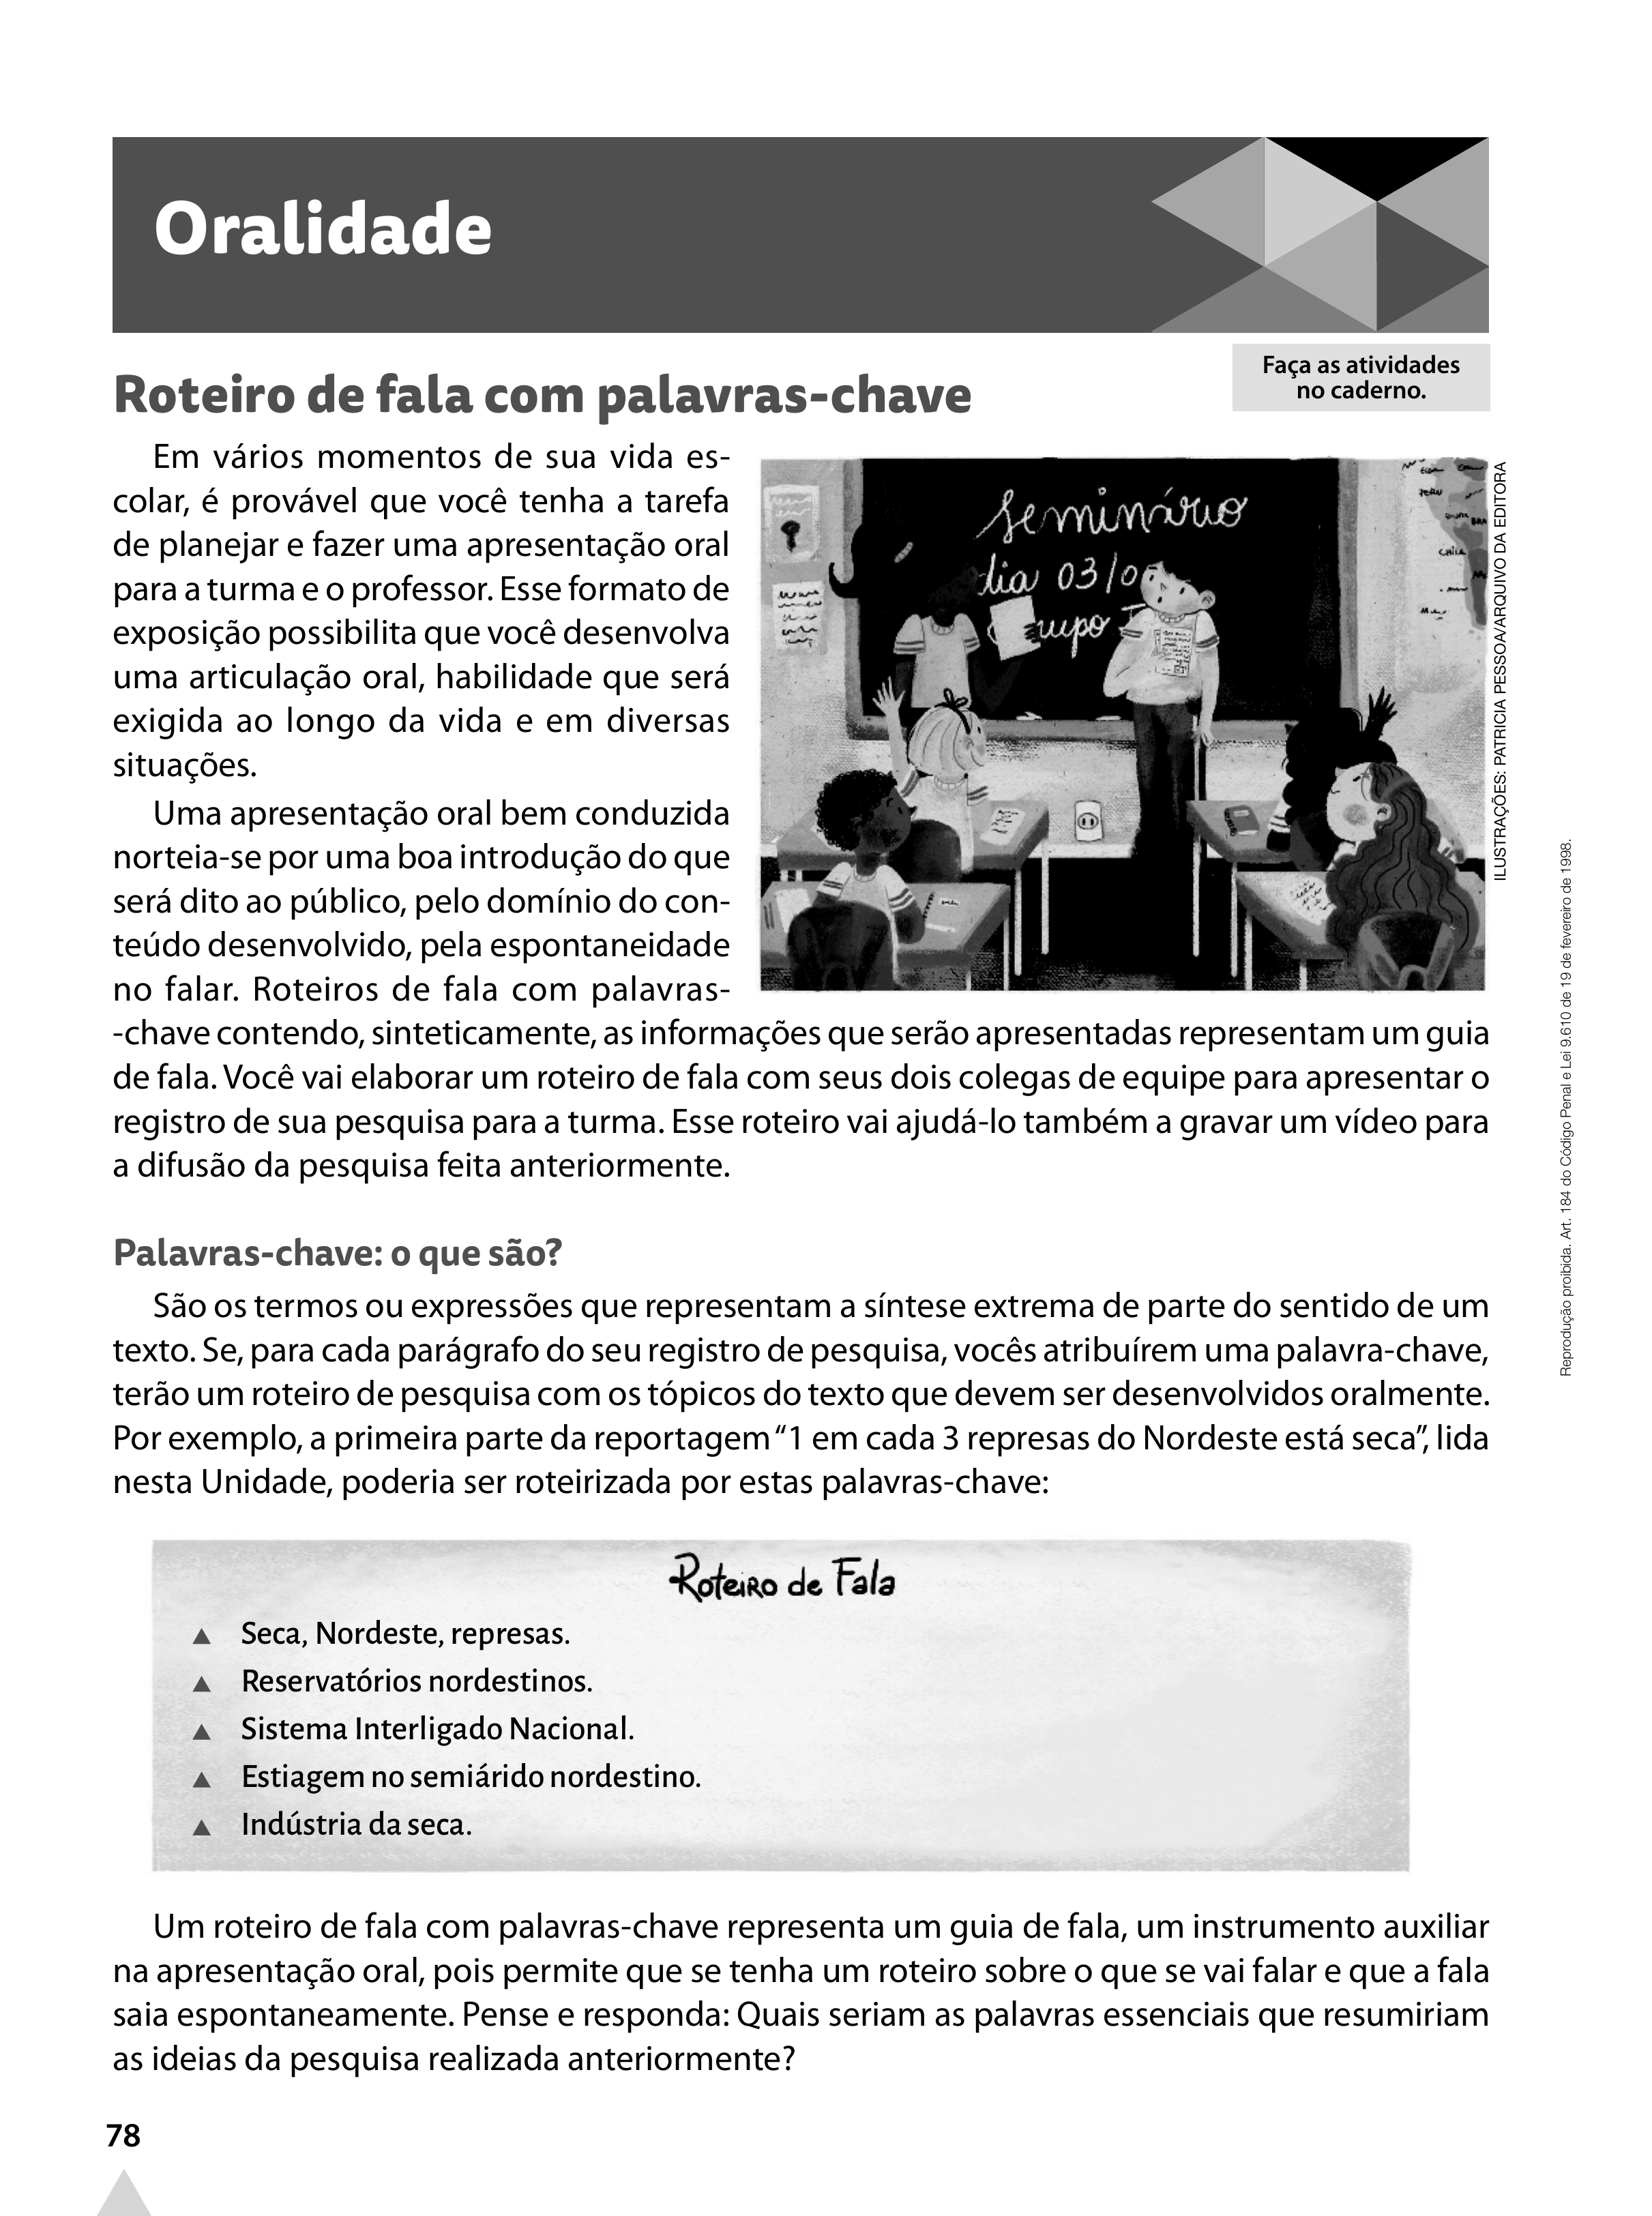 Oralidade
Faça as atividades
no caderno.
Roteiro de fala com palavras-chave
Em vários momentos de sua vida es-
colar, é provável que você tenha a tarefa
de planejar e fazer uma apresentação oral
para a turma e o professor. Esse formato de
exposição possibilita que você desenvolva
uma articulação oral, habilidade que será
exigida ao longo da vida e em diversas
situações.
Uma apresentação oral bem conduzida
norteia-se por uma boa introdução do que
será dito ao público, pelo domínio do con-
teúdo desenvolvido, pela espontaneidade
no falar. Roteiros de fala com palavras-
-chave contendo, sinteticamente, as informações que serão apresentadas representam um guia
de fala. Você vai elaborar um roteiro de fala com seus dois colegas de equipe para apresentar o
registro de sua pesquisa para a turma. Esse roteiro vai ajudá-lo também a gravar um vídeo para
a difusão da pesquisa feita anteriormente.
seminário
dia 03/0
CHILE
ILUSTRAÇÕES: PATRICIA PESSOA/ARQUIVO DA EDITORA
Palavras-chave: o que são?
São os termos ou expressões que representam a síntese extrema de parte do sentido de um
texto. Se, para cada parágrafo do seu registro de pesquisa, vocês atribuírem uma palavra-chave,
terão um roteiro de pesquisa com os tópicos do texto que devem ser desenvolvidos oralmente.
Por exemplo, a primeira parte da reportagem “1 em cada 3 represas do Nordeste está seca”, lida
nesta Unidade, poderia ser roteirizada por estas palavras-chave:
Roteiro de Fala
▲ Seca, Nordeste, represas.
▲ Reservatórios nordestinos.
▲ Sistema Interligado Nacional.
▲ Estiagem no semiárido nordestino.
▲ Indústria da seca.
Um roteiro de fala com palavras-chave representa um guia de fala, um instrumento auxiliar
na apresentação oral, pois permite que se tenha um roteiro sobre o que se vai falar e que a fala
saia espontaneamente. Pense e responda: Quais seriam as palavras essenciais que resumiriam
as ideias da pesquisa realizada anteriormente?
78
Reprodução proibida. Art. 184 do Código Penal e Lei 9.610 de 19 de fevereiro de 1998.